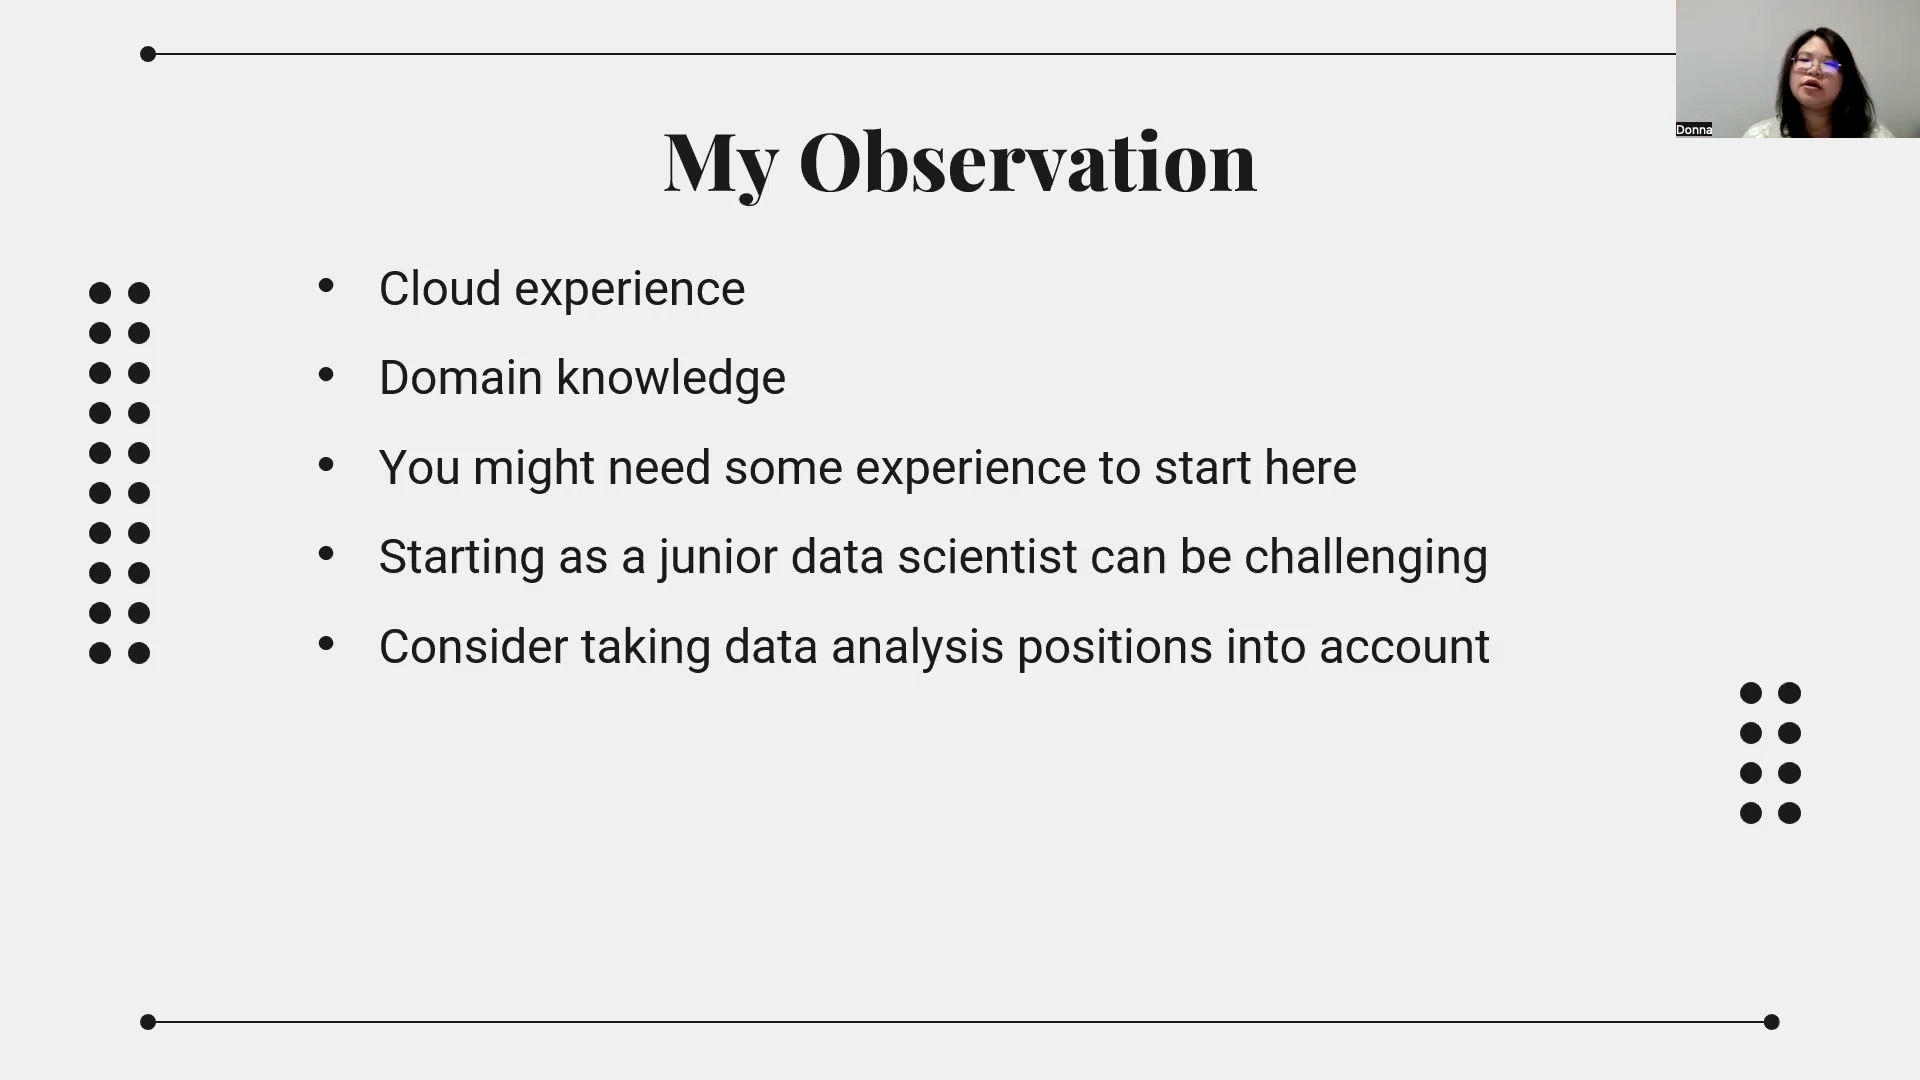 Donna
My Observation
• Cloud experience
• Domain knowledge
• You might need some experience to start here
• Starting as a junior data scientist can be challenging
• Consider taking data analysis positions into account